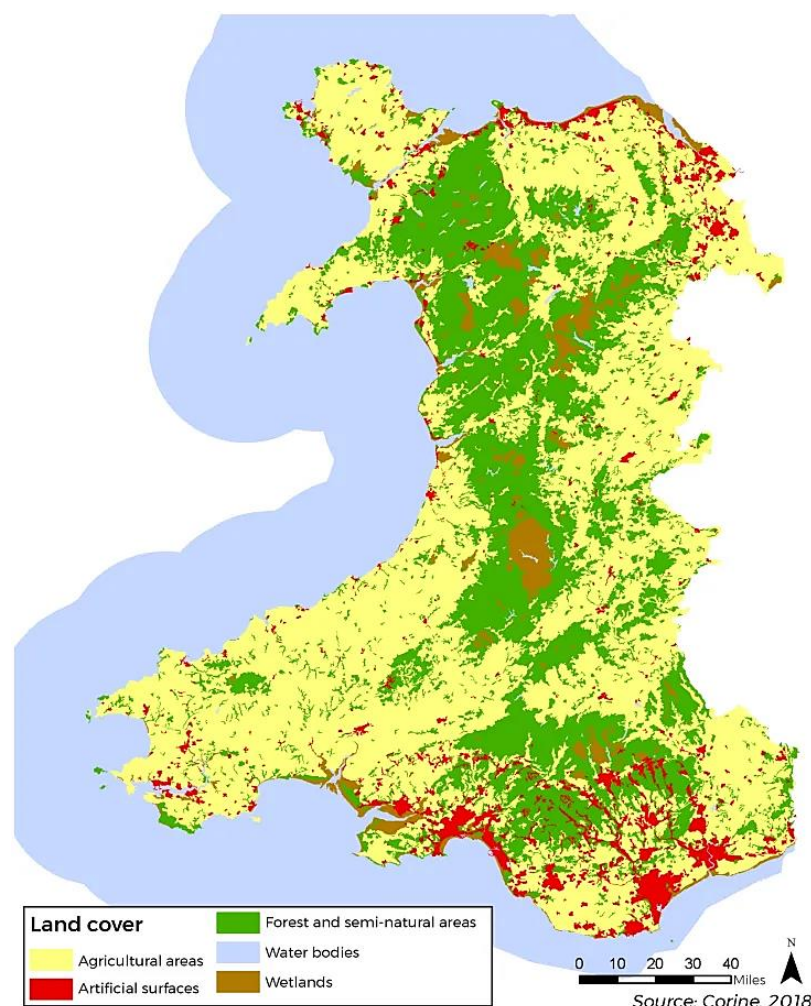 Land cover
Agricultural areas
Artificial surfaces
Forest and semi-natural areas
Water bodies
Wetlands
N
0 10 20 30 40
Miles
Source: Corine, 2018